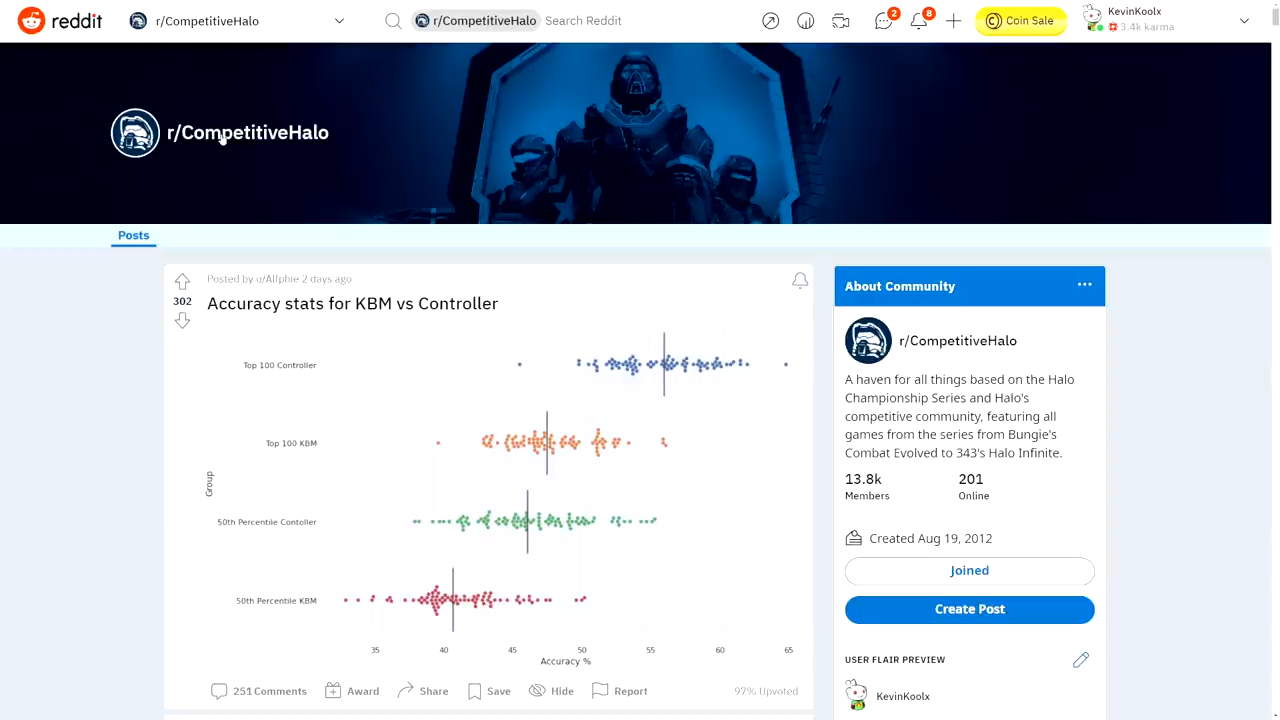 reddit
r/CompetitiveHalo
r/CompetitiveHalo Search Reddit
2
8
Coin Sale
KevinKoolx
3.4k karma
r/CompetitiveHalo
Posts
Posted by u/Alfphie 2 days ago
302
Accuracy stats for KBM vs Controller
Top 100 Controller
Top 100 KBM
Group
50th Percentile Contoller
50th Percentile KBM
35 40 45 50 55 60 65
Accuracy %
251 Comments Award Share Save Hide Report 97% Upvoted
About Community
r/CompetitiveHalo
A haven for all things based on the Halo
Championship Series and Halo's
competitive community, featuring all
games from the series from Bungie's
Combat Evolved to 343's Halo Infinite.
13.8k 201
Members Online
Created Aug 19, 2012
Joined
Create Post
USER FLAIR PREVIEW
KevinKoolx